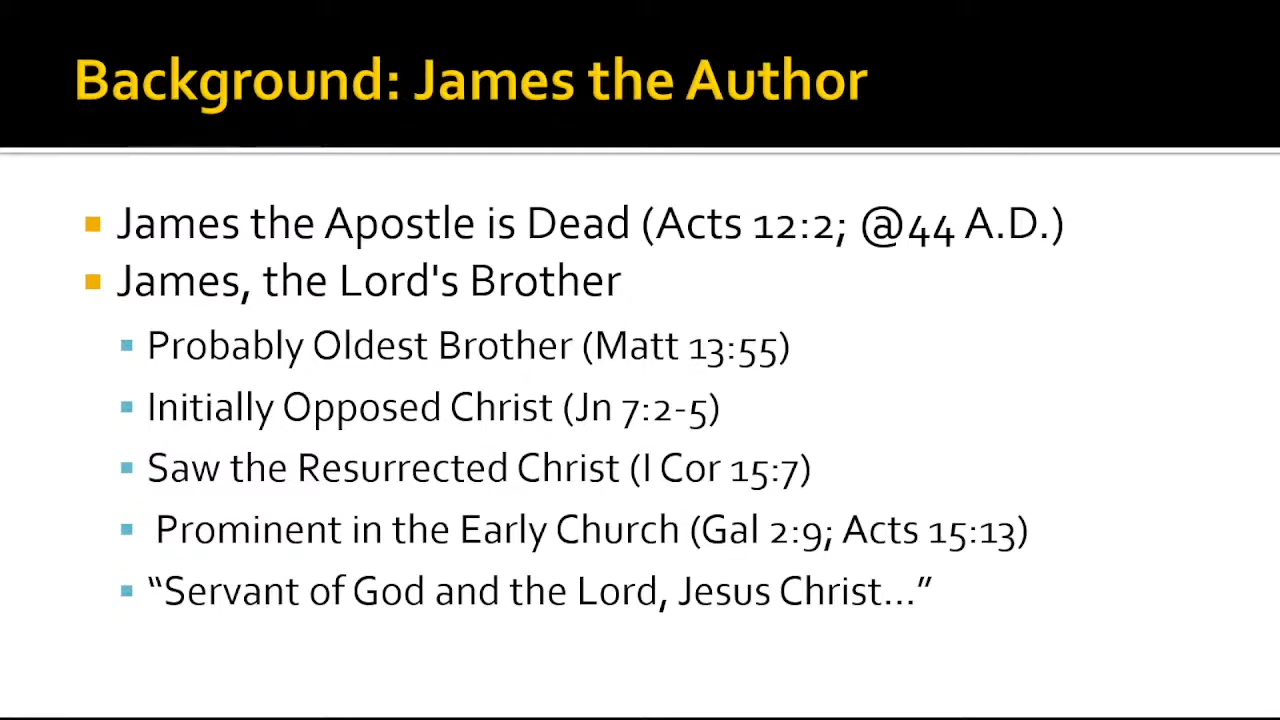 Background: James the Author
James the Apostle is Dead (Acts 12:2; @44 A.D.)
James, the Lord's Brother
Probably Oldest Brother (Matt 13:55)
Initially Opposed Christ (Jn 7:2-5)
Saw the Resurrected Christ (I Cor 15:7)
Prominent in the Early Church (Gal 2:9; Acts 15:13)
“Servant of God and the Lord, Jesus Christ…”